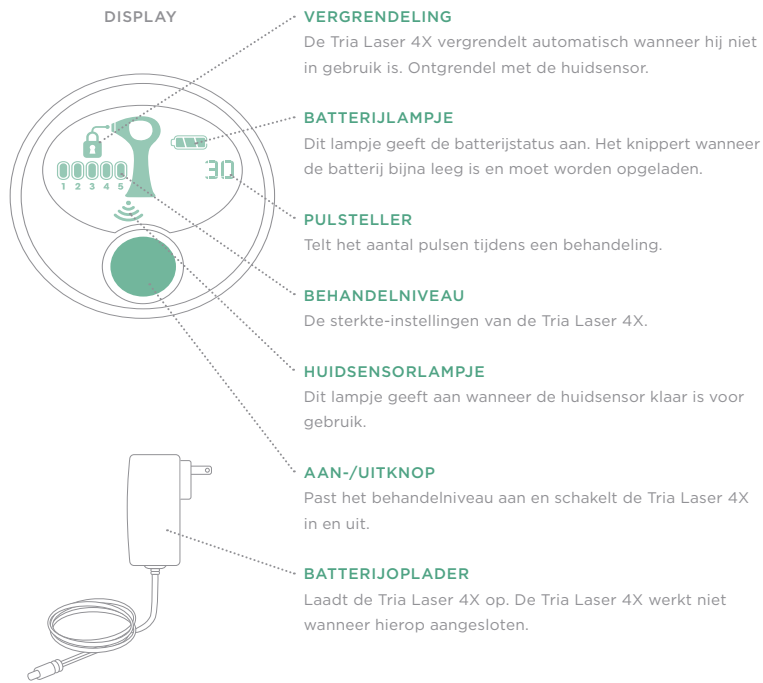 DISPLAY
VERGRENDELING
De Tria Laser 4X vergrendelt automatisch wanneer hij niet
in gebruik is. Ontgrendel met de huidsensor.
BATTERIJLAMPJE
Dit lampje geeft de batterijstatus aan. Het knippert wanneer
de batterij bijna leeg is en moet worden opgeladen.
30
1 2 3 4 5
PULSTELLER
Telt het aantal pulsen tijdens een behandeling.
BEHANDELNIVEAU
De sterkte-instellingen van de Tria Laser 4X.
HUIDSENSORLAMPJE
Dit lampje geeft aan wanneer de huidsensor klaar is voor
gebruik.
AAN-/UITKNOP
Past het behandelniveau aan en schakelt de Tria Laser 4X
in en uit.
BATTERIJOPLADER
Laadt de Tria Laser 4X op. De Tria Laser 4X werkt niet
wanneer hierop aangesloten.